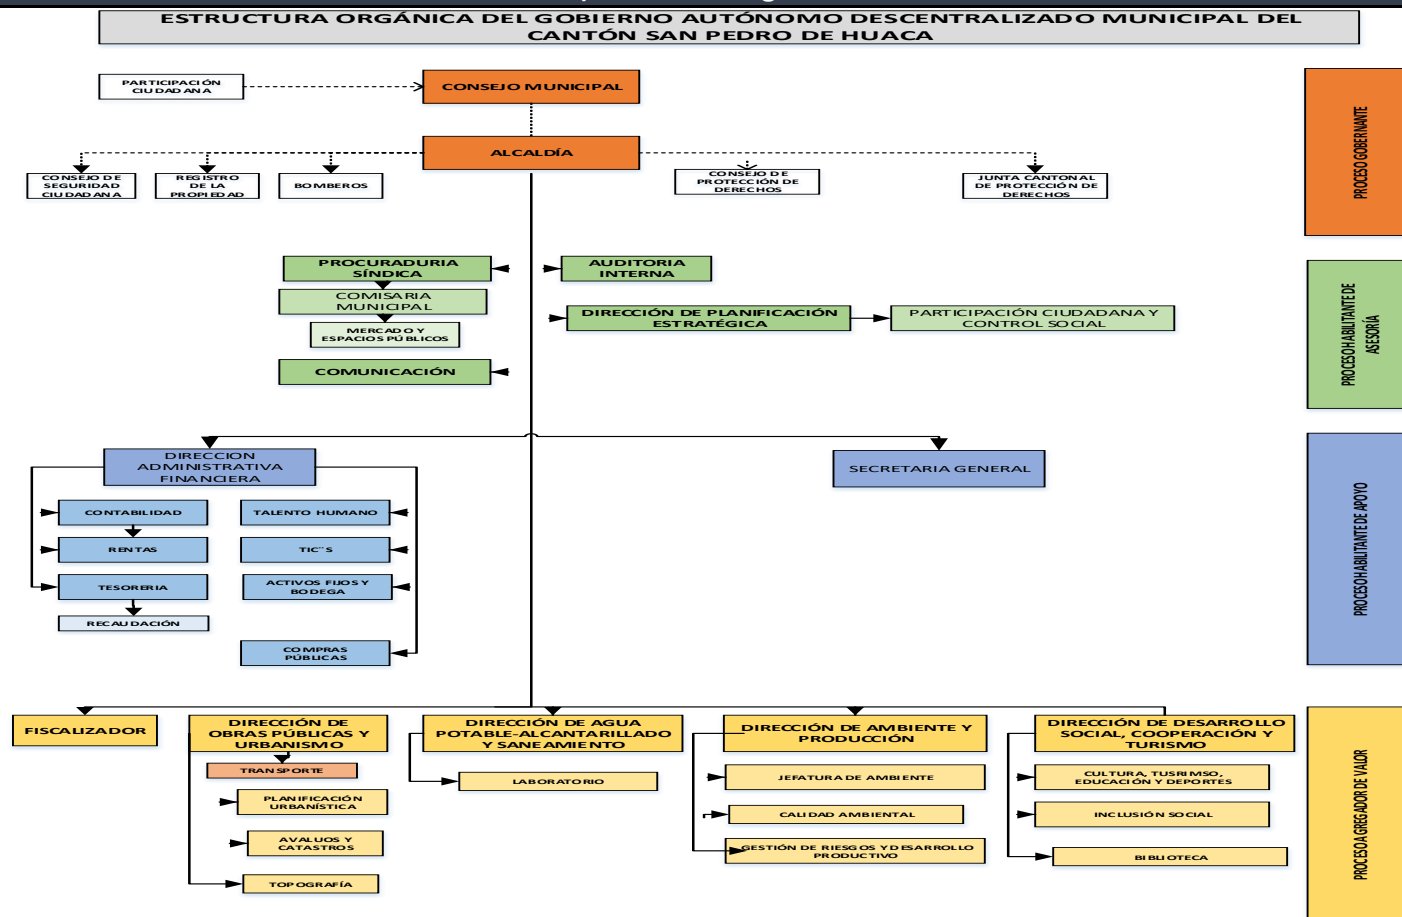 ESTRUCTURA ORGÁNICA DEL GOBIERNO AUTÓNOMO DESCENTRALIZADO MUNICIPAL DEL
CANTÓN SAN PEDRO DE HUACA
PARTICIPACIÓN
CIUDADANA
CONSEJO MUNICIPAL
ALCALDÍA
CONSEJO DE
SEGURIDAD
CIUDADANA
REGISTRO
DE LA
PROPIEDAD
BOMBEROS
CONSEJO DE
PROTECCIÓN DE
DERECHOS
JUNTA CANTONAL
DE PROTECCIÓN DE
DERECHOS
PROCESO GOBERNANTE
PROCURADURIA
SÍNDICA
AUDITORIA
INTERNA
COMISARIA
MUNICIPAL
MERCADO Y
ESPACIOS PÚBLICOS
DIRECCIÓN DE PLANIFICACIÓN
ESTRATÉGICA
PARTICIPACIÓN CIUDADANA Y
CONTROL SOCIAL
COMUNICACIÓN
PROCESO HABILITANTE DE
ASESORÍA
DIRECCION
ADMINISTRATIVA
FINANCIERA
SECRETARIA GENERAL
CONTABILIDAD
TALENTO HUMANO
RENTAS
TIC¨S
TESORERIA
ACTIVOS FIJOS Y
BODEGA
RECAUDACIÓN
COMPRAS
PÚBLICAS
PROCESO HABILITANTE DE APOYO
FISCALIZADOR
DIRECCIÓN DE
OBRAS PÚBLICAS Y
URBANISMO
TRANSPORTE
PLANIFICACIÓN
URBANÍSTICA
AVALUOS Y
CATASTROS
TOPOGRAFÍA
DIRECCIÓN DE AGUA
POTABLE-ALCANTARILLADO
Y SANEAMIENTO
LABORATORIO
DIRECCIÓN DE AMBIENTE Y
PRODUCCIÓN
JEFATURA DE AMBIENTE
CALIDAD AMBIENTAL
GESTIÓN DE RIESGOS Y DESARROLLO
PRODUCTIVO
DIRECCIÓN DE DESARROLLO
SOCIAL, COOPERACIÓN Y
TURISMO
CULTURA, TUSRIMSO,
EDUCACIÓN Y DEPORTES
INCLUSIÓN SOCIAL
BIBLIOTECA
PROCESO AGREGADOR DE VALOR